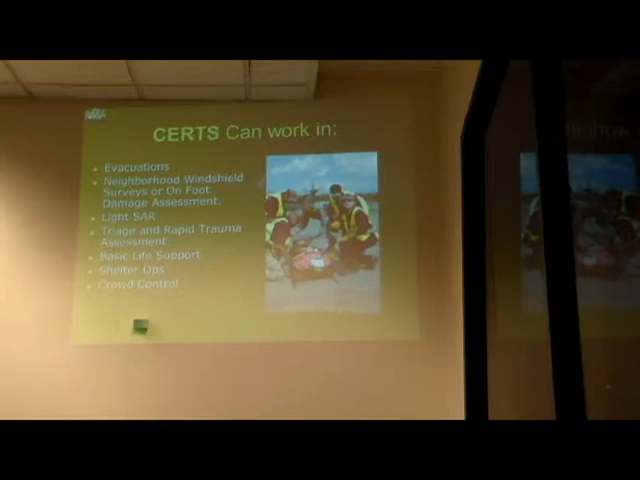 CERTS Can work in:
Evacuations
Neighborhood Windshield
Surveys or On Foot
Damage Assessment.
Light SAR
Triage and Rapid Trauma
Assessment
Basic Life Support
Shelter Ops
Crowd Control